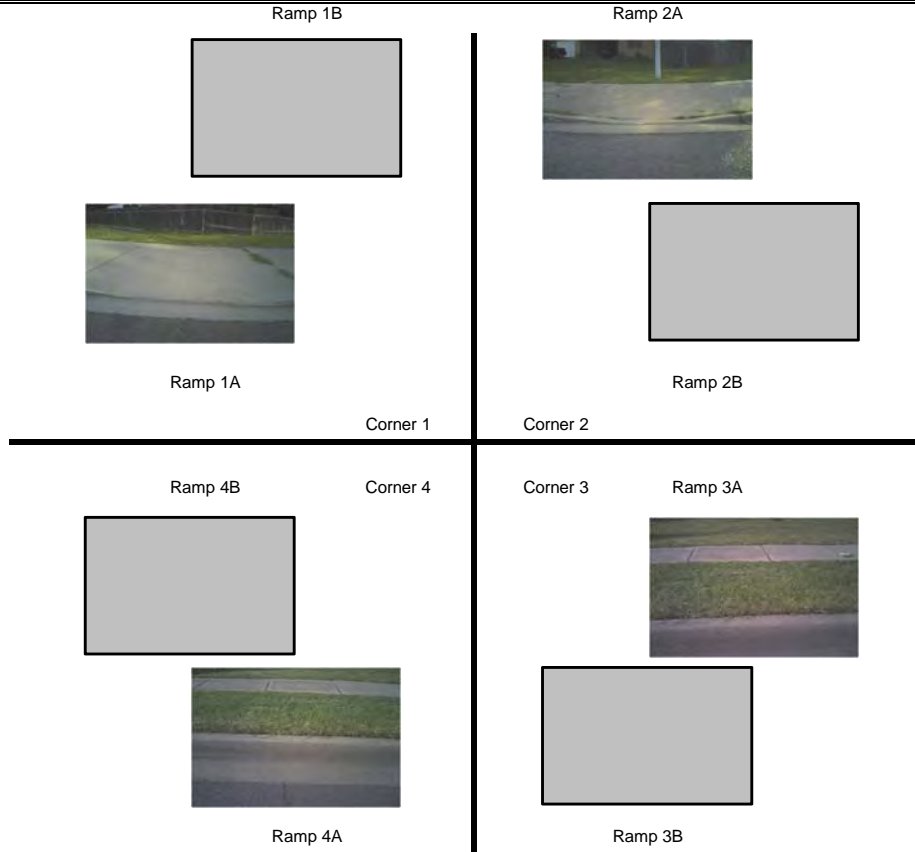 Ramp 1B Ramp 2A
Ramp 1A Ramp 2B
Corner 1 Corner 2
Ramp 4B Corner 4 Corner 3 Ramp 3A
Ramp 4A Ramp 3B